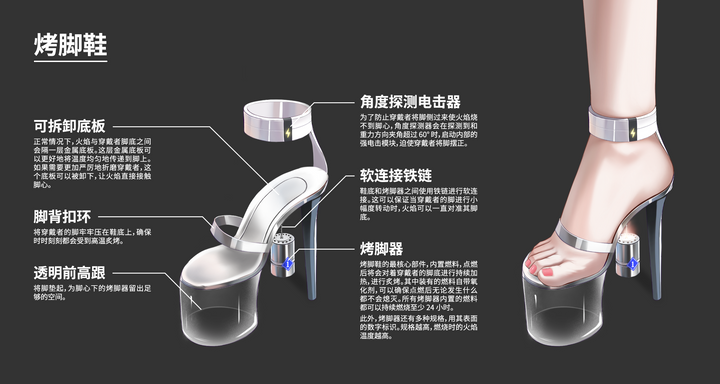 烤脚鞋
角度探测电击器
为了防止穿戴者将脚侧过来使火焰烧
不到脚心，角度探测器会在探测到和
重力方向夹角超过 60° 时，启动内部的
强电击模块，迫使穿戴者将脚摆正。
可拆卸底板
正常情况下，火焰与穿戴者脚底之间
会隔一层金属底板。这层金属底板可
以更好地将温度均匀地传递到脚上。
如果需要更加严厉地折磨穿戴者，这
个底板可以被卸下，让火焰直接接触
脚心。
软连接铁链
鞋底和烤脚器之间使用铁链进行软连
接。这可以保证当穿戴者的脚进行小
幅度转动时，火焰可以一直对准其脚
底。
脚背扣环
将穿戴者的脚牢牢压在鞋底上，确保
时时刻刻都会受到高温炙烤。
烤脚器
烤脚鞋的最核心部件，内置燃料，点燃
后将会对着穿戴者的脚底进行持续加
热，进行炙烤。其中装有的燃料自带氧
化剂，可以确保点燃后无论发生什么
都不会熄灭。所有烤脚器内置的燃料
都可以持续燃烧至少 24 小时。
此外，烤脚器还有多种规格，用其表面
的数字标识。规格越高，燃烧时的火焰
温度越高。
透明前高跟
将脚垫起，为脚心下的烤脚器留出足
够的空间。